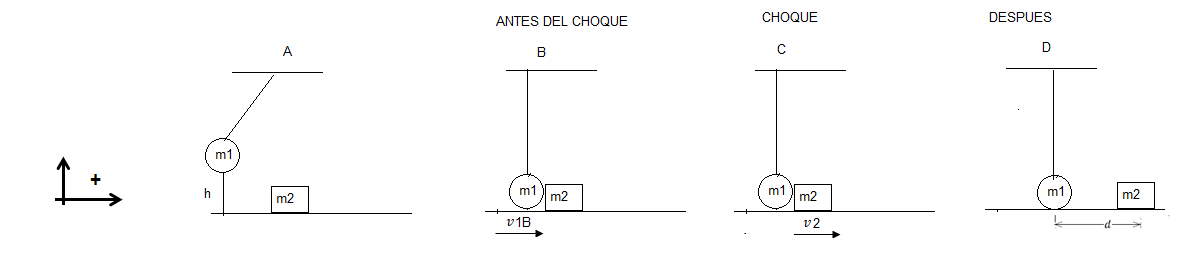 ANTES DEL CHOQUE
CHOQUE
DESPUES
A
B
C
D
+
m1
h
m2
m1
m2
v1B
m1
m2
v2
m1
m2
d